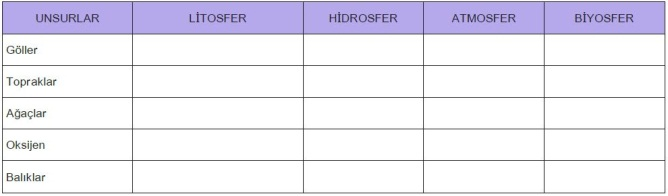 UNSURLAR LİTOSFER HİDROSFER ATMOSFER BİYOSFER
Göller
Topraklar
Ağaçlar
Oksijen
Balıklar